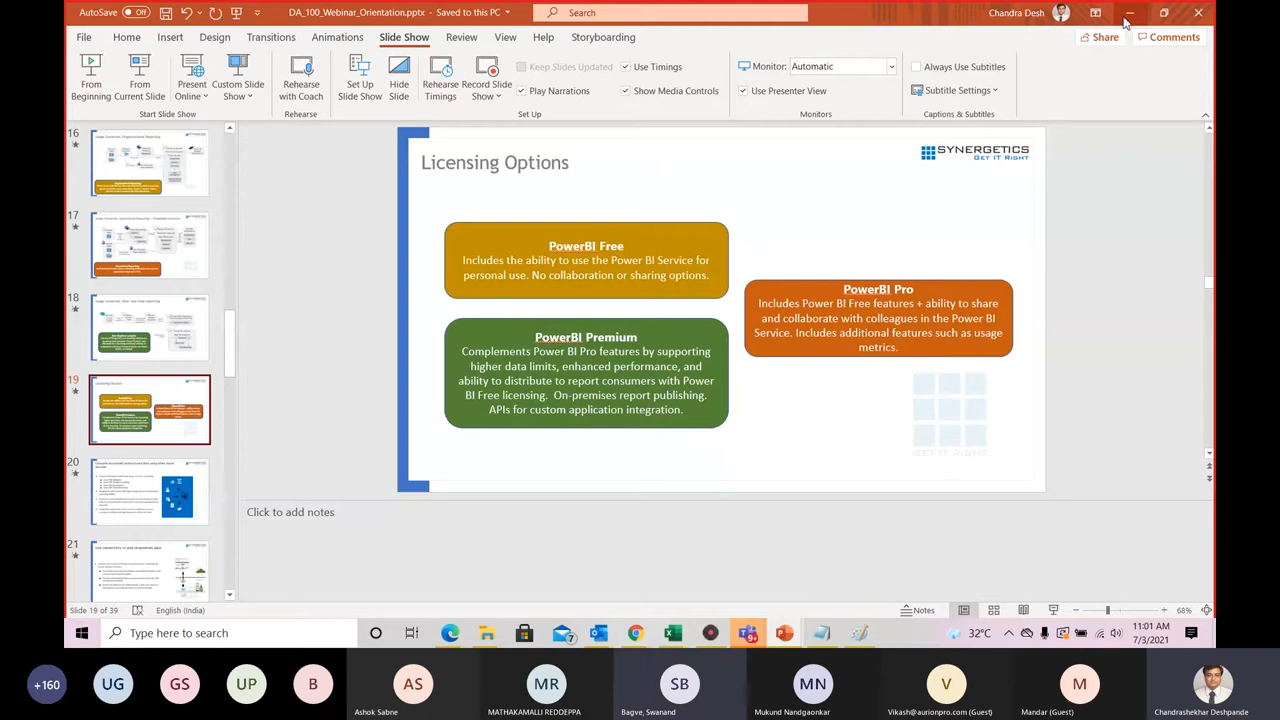 AutoSave Off
DA_100_Webinar_Orientation.pptx - Saved to this PC
Search
Chandra Desh
File Home Insert Design Transitions Animations Slide Show Review View Help Storyboarding
Share Comments
From Beginning
From Current Slide
Present Online
Custom Slide Show
Rehearse with Coach
Set Up Slide Show
Hide Slide
Rehearse Timings
Record Slide Show
Keep Slides Updated
Use Timings
Play Narrations
Show Media Controls
Monitor: Automatic
Use Presenter View
Always Use Subtitles
Subtitle Settings
Start Slide Show
Rehearse
Set Up
Monitors
Captions & Subtitles
16
17
18
19
20
21
Licensing Options
SYNERGETICS
GET IT RIGHT
PowerBI Free
Includes the ability to use the Power BI Service for
personal use. No collaboration or sharing options.
PowerBI Pro
Includes Power BI Free features + ability to share
and collaborate with colleagues in the Power BI
Service. Includes additional features such as usage
metrics.
PowerBI Premium
Complements Power BI Pro features by supporting
higher data limits, enhanced performance, and
ability to distribute to report consumers with Power
BI Free licensing. On-premises report publishing.
APIs for custom application integration.
GET IT RIGHT
Click to add notes
Slide 19 of 39
English (India)
Notes
68%
Type here to search
7
9+
32°C
11:01 AM
7/3/2021
+160
UG
GS
UP
B
AS
MR
SB
MN
V
M
Ashok Sabne
MATHAKAMALLI REDDEPPA
Bagve, Swanand
Mukund Nandgaonkar
Vikash@aurionpro.com (Guest)
Mandar (Guest)
Chandrashekhar Deshpande